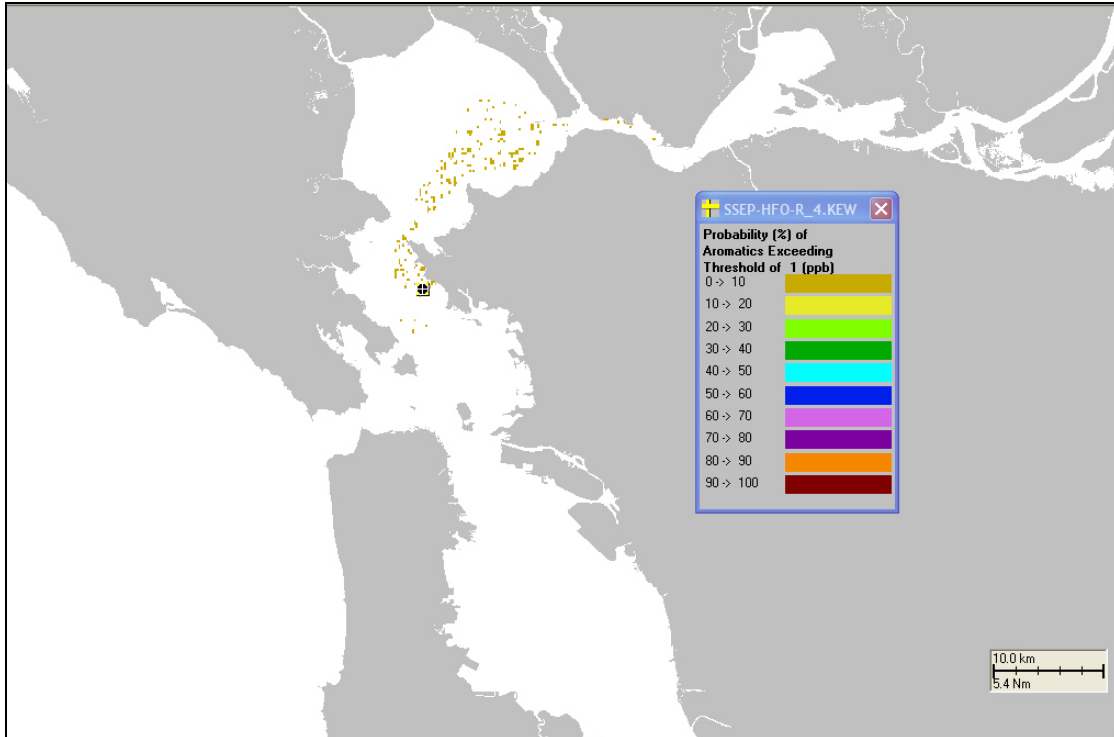 SSEP-HFO-R_4.KEW
Probability (%) of
Aromatics Exceeding
Threshold of 1 (ppb)
0 -> 10
10 -> 20
20 -> 30
30 -> 40
40 -> 50
50 -> 60
60 -> 70
70 -> 80
80 -> 90
90 -> 100
10.0 km
5.4 Nm